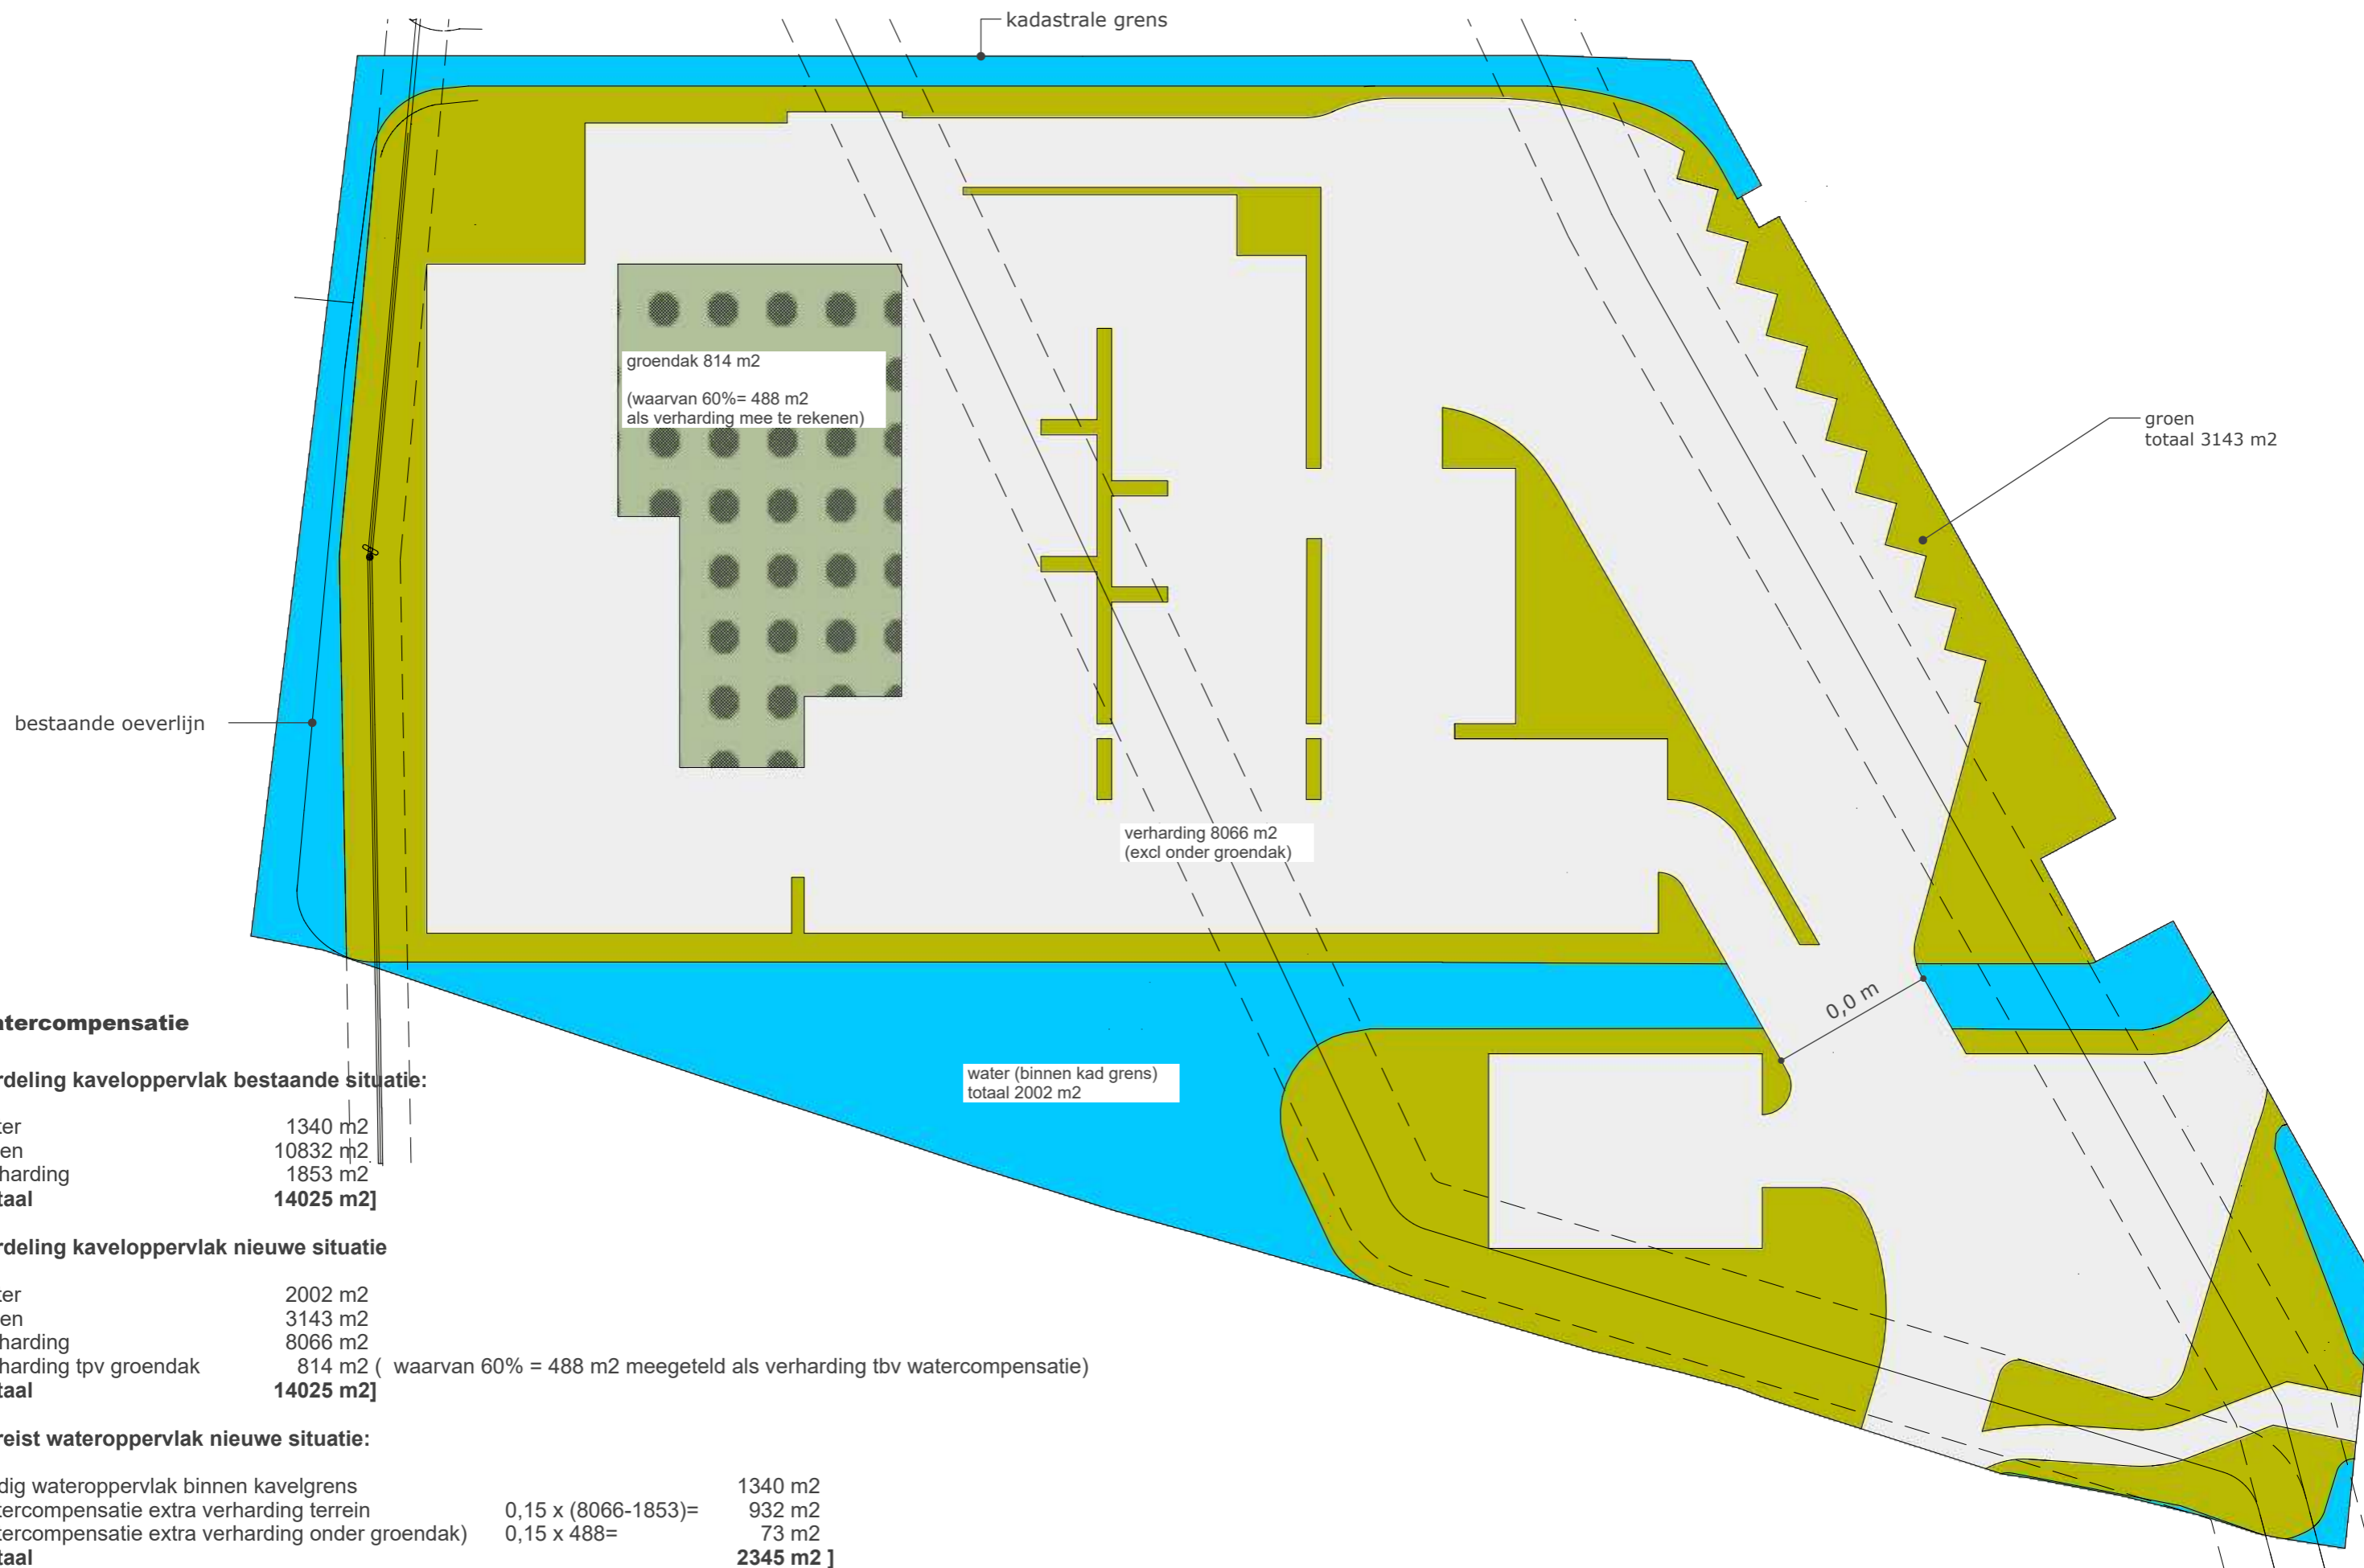 kadastrale grens
groendak 814 m2
(waarvan 60%= 488 m2
als verharding mee te rekenen)
groen
totaal 3143 m2
bestaande oeverlijn
verharding 8066 m2
(excl onder groendak)
0,0 m
water (binnen kad grens)
totaal 2002 m2
atercompensatie
rdeling kaveloppervlak bestaande situatie:
ter 1340 m2
en 10832 m2
harding 1853 m2
taal 14025 m2]
rdeling kaveloppervlak nieuwe situatie
ter 2002 m2
en 3143 m2
harding 8066 m2
harding tpv groendak 814 m2 ( waarvan 60% = 488 m2 meegeteld als verharding tbv watercompensatie)
taal 14025 m2]
reist wateroppervlak nieuwe situatie:
dig wateroppervlak binnen kavelgrens 1340 m2
tercompensatie extra verharding terrein 0,15 x (8066-1853)= 932 m2
tercompensatie extra verharding onder groendak) 0,15 x 488= 73 m2
taal 2345 m2 ]